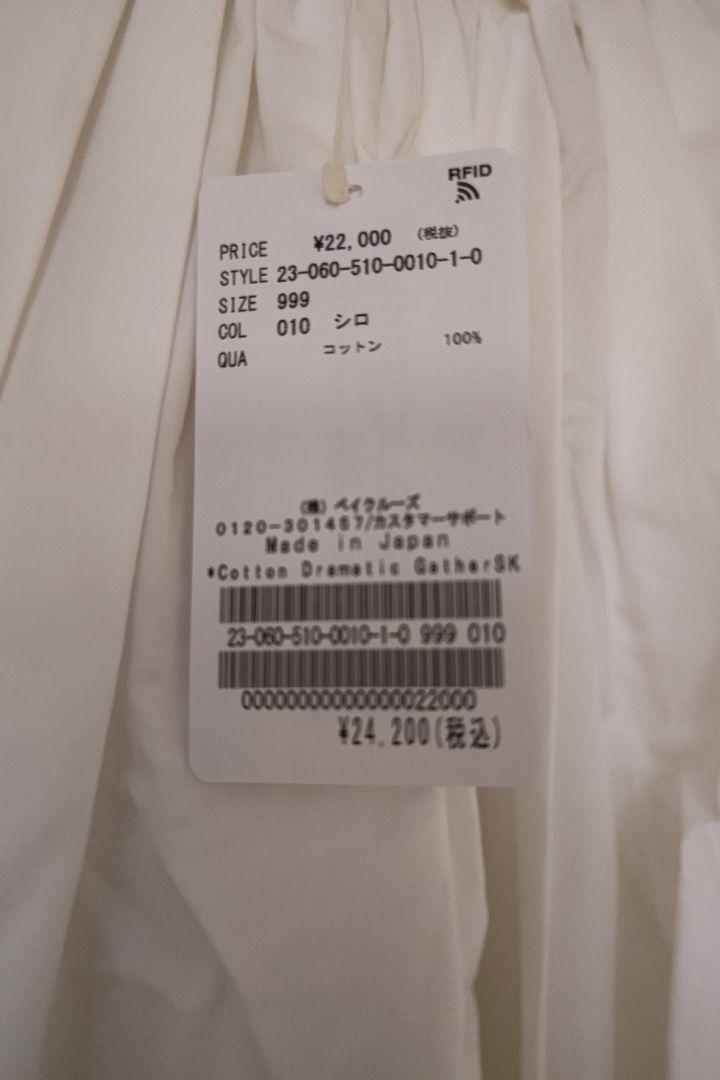 RFID
PRICE ¥22,000 (税抜)
STYLE 23-060-510-0010-1-0
SIZE 999
COL 010 シロ
QUA コットン 100%
(株) ベイクルーズ
0120-301457/カスタマーサポート
Made in Japan
*Cotton Dramatic GatherSK
23-060-510-0010-1-0 999 010
00000000000000022000
¥24,200(税込)